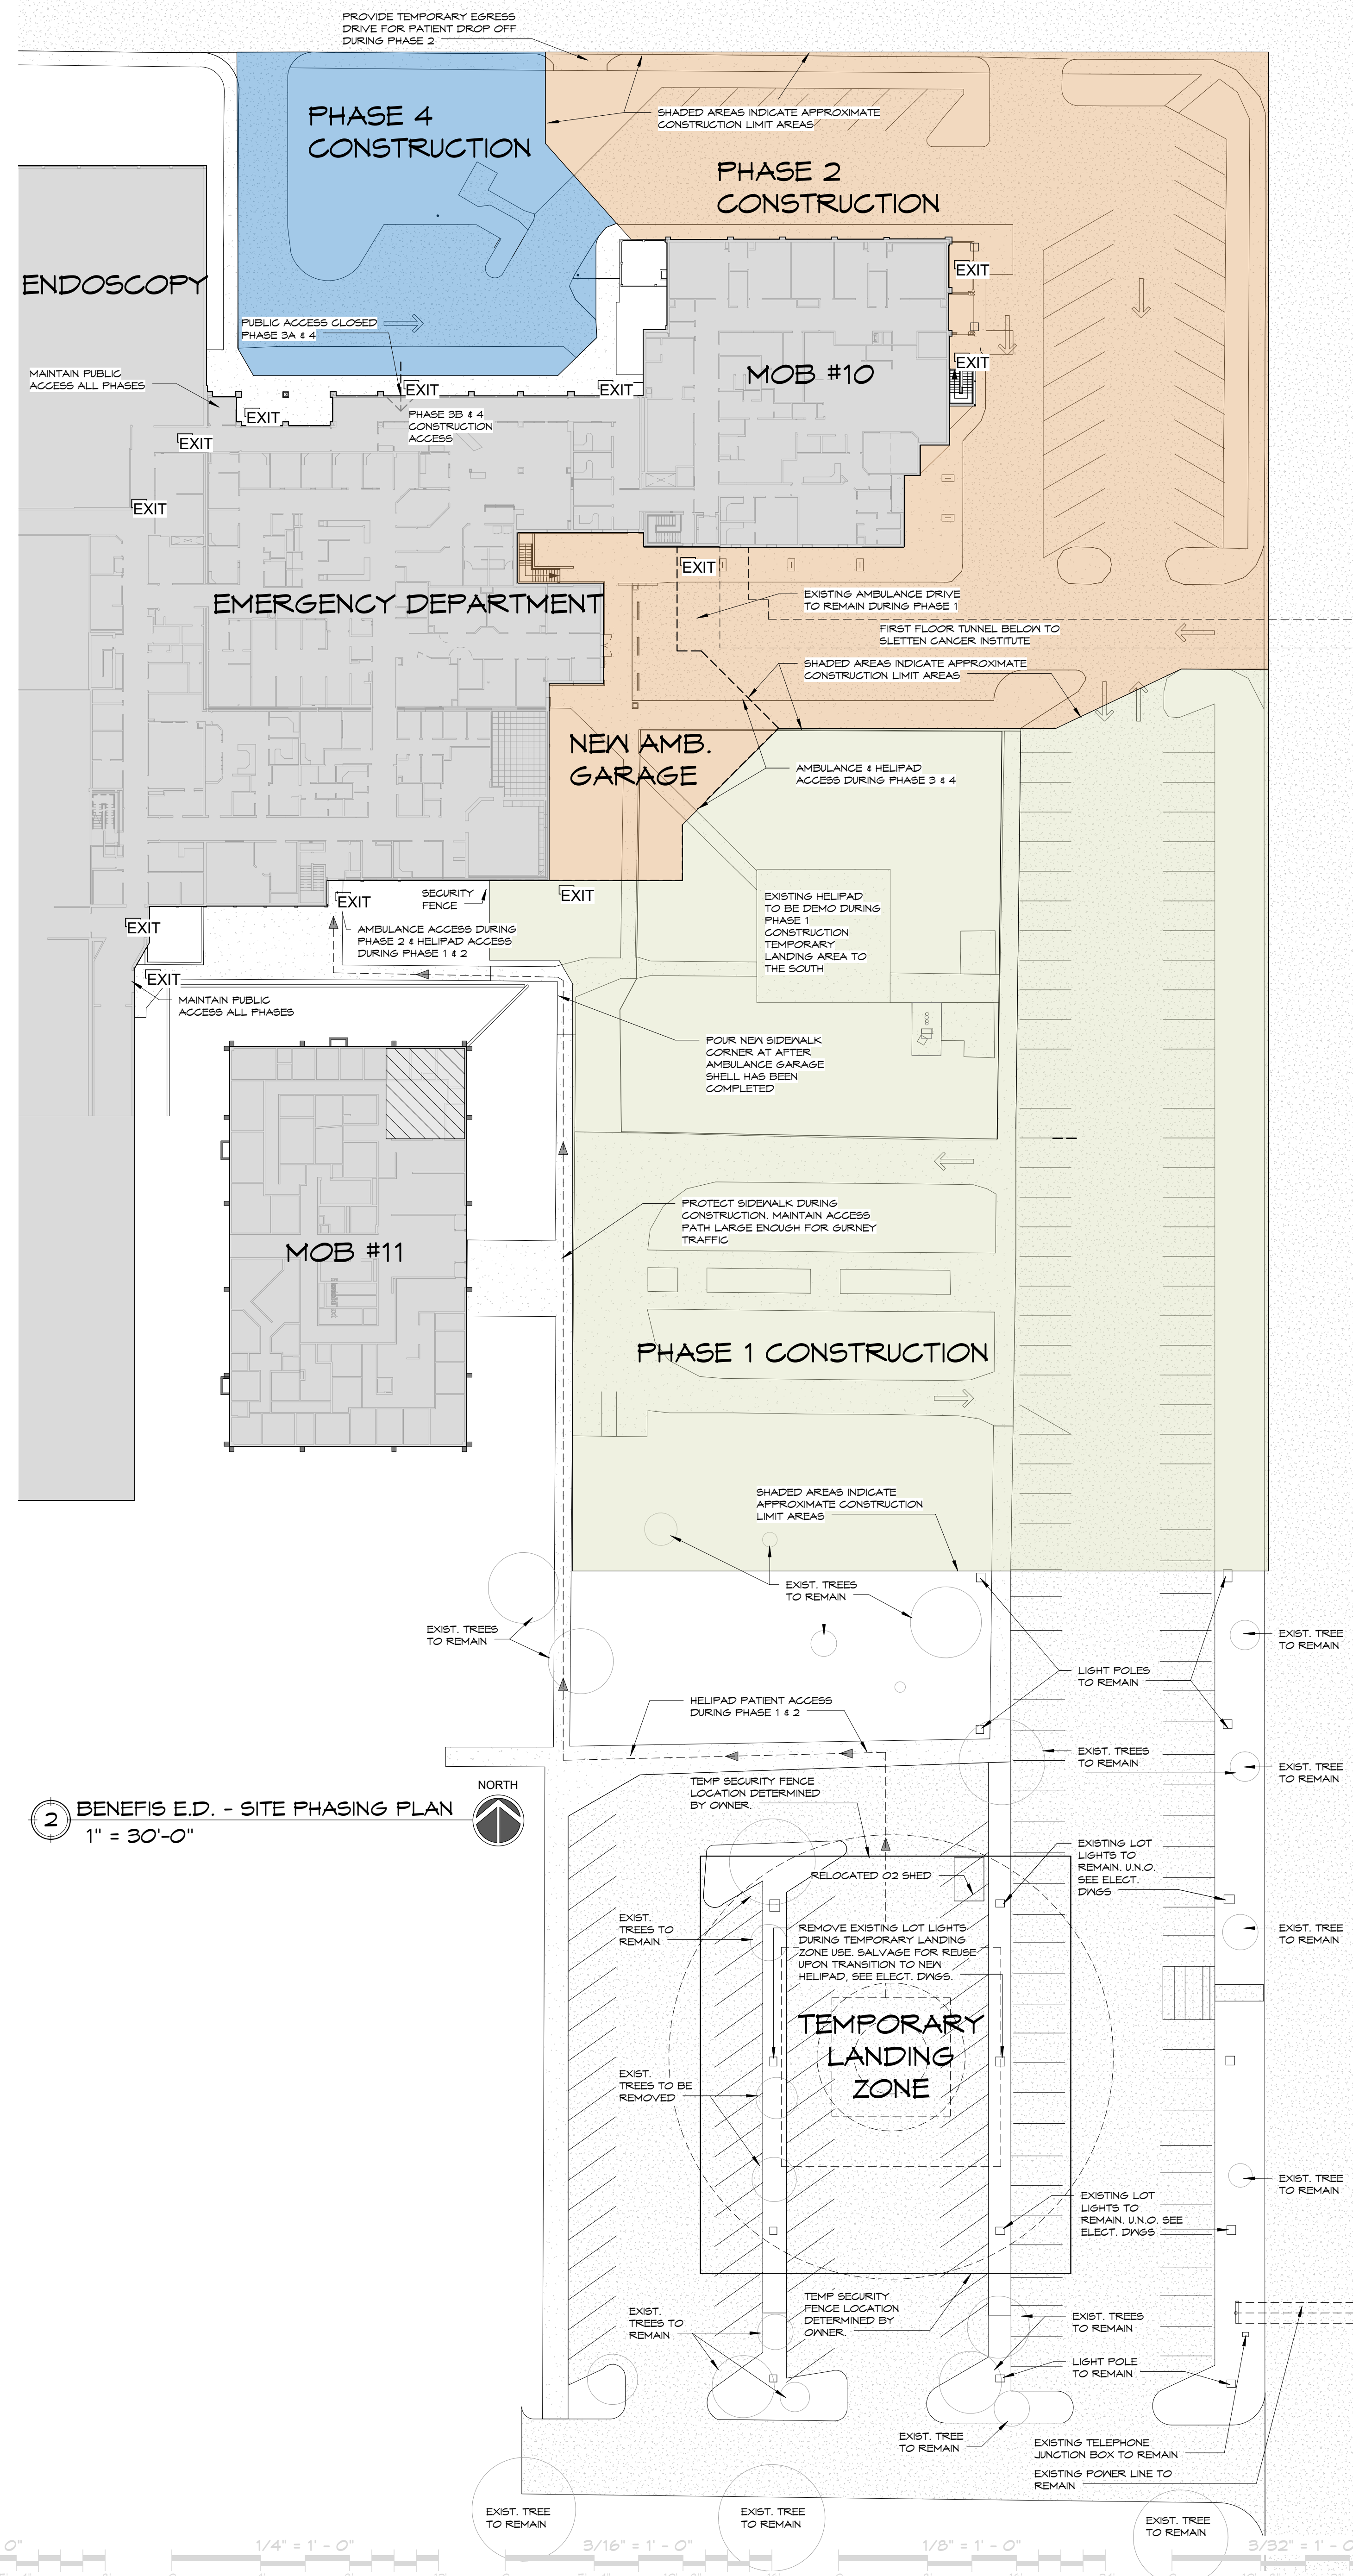 PROVIDE TEMPORARY EGRESS
DRIVE FOR PATIENT DROP OFF
DURING PHASE 2
PHASE 4
CONSTRUCTION
SHADED AREAS INDICATE APPROXIMATE
CONSTRUCTION LIMIT AREAS
PHASE 2
CONSTRUCTION
ENDOSCOPY
EXIT
PUBLIC ACCESS CLOSED
PHASE 3A & 4
EXIT
MAINTAIN PUBLIC
ACCESS ALL PHASES
MOB #10
EXIT
EXIT
EXIT
PHASE 3B & 4
CONSTRUCTION
ACCESS
EXIT
EXIT
EXIT
EMERGENCY DEPARTMENT
EXISTING AMBULANCE DRIVE
TO REMAIN DURING PHASE 1
FIRST FLOOR TUNNEL BELOW TO
SLETTEN CANCER INSTITUTE
SHADED AREAS INDICATE APPROXIMATE
CONSTRUCTION LIMIT AREAS
NEW AMB.
GARAGE
AMBULANCE & HELIPAD
ACCESS DURING PHASE 3 & 4
SECURITY
FENCE
EXIT
EXIT
EXISTING HELIPAD
TO BE DEMO DURING
PHASE 1
CONSTRUCTION
TEMPORARY
LANDING AREA TO
THE SOUTH
EXIT
AMBULANCE ACCESS DURING
PHASE 2 & HELIPAD ACCESS
DURING PHASE 1 & 2
EXIT
MAINTAIN PUBLIC
ACCESS ALL PHASES
POUR NEW SIDEWALK
CORNER AT AFTER
AMBULANCE GARAGE
SHELL HAS BEEN
COMPLETED
PROTECT SIDEWALK DURING
CONSTRUCTION. MAINTAIN ACCESS
PATH LARGE ENOUGH FOR GURNEY
TRAFFIC
MOB #11
PHASE 1 CONSTRUCTION
SHADED AREAS INDICATE
APPROXIMATE CONSTRUCTION
LIMIT AREAS
EXIST. TREES
TO REMAIN
EXIST. TREES
TO REMAIN
EXIST. TREE
TO REMAIN
LIGHT POLES
TO REMAIN
HELIPAD PATIENT ACCESS
DURING PHASE 1 & 2
EXIST. TREES
TO REMAIN
EXIST. TREE
TO REMAIN
NORTH
2
BENEFIS E.D. - SITE PHASING PLAN
1" = 30'-0"
TEMP SECURITY FENCE
LOCATION DETERMINED
BY OWNER.
EXISTING LOT
LIGHTS TO
REMAIN. U.N.O.
SEE ELECT.
DWGS
RELOCATED O2 SHED
EXIST.
TREES TO
REMAIN
REMOVE EXISTING LOT LIGHTS
DURING TEMPORARY LANDING
ZONE USE. SALVAGE FOR REUSE
UPON TRANSITION TO NEW
HELIPAD, SEE ELECT. DWGS.
EXIST. TREE
TO REMAIN
TEMPORARY
LANDING
ZONE
EXIST.
TREES TO BE
REMOVED
EXIST. TREE
TO REMAIN
EXISTING LOT
LIGHTS TO
REMAIN. U.N.O. SEE
ELECT. DWGS
TEMP SECURITY
FENCE LOCATION
DETERMINED BY
OWNER.
EXIST.
TREES TO
REMAIN
EXIST. TREES
TO REMAIN
LIGHT POLE
TO REMAIN
EXIST. TREE
TO REMAIN
EXISTING TELEPHONE
JUNCTION BOX TO REMAIN
EXISTING POWER LINE TO
REMAIN
EXIST. TREE
TO REMAIN
EXIST. TREE
TO REMAIN
EXIST. TREE
TO REMAIN
0" 1/4" = 1' - 0" 3/16" = 1' - 0" 1/8" = 1' - 0" 3/32" = 1' - 0